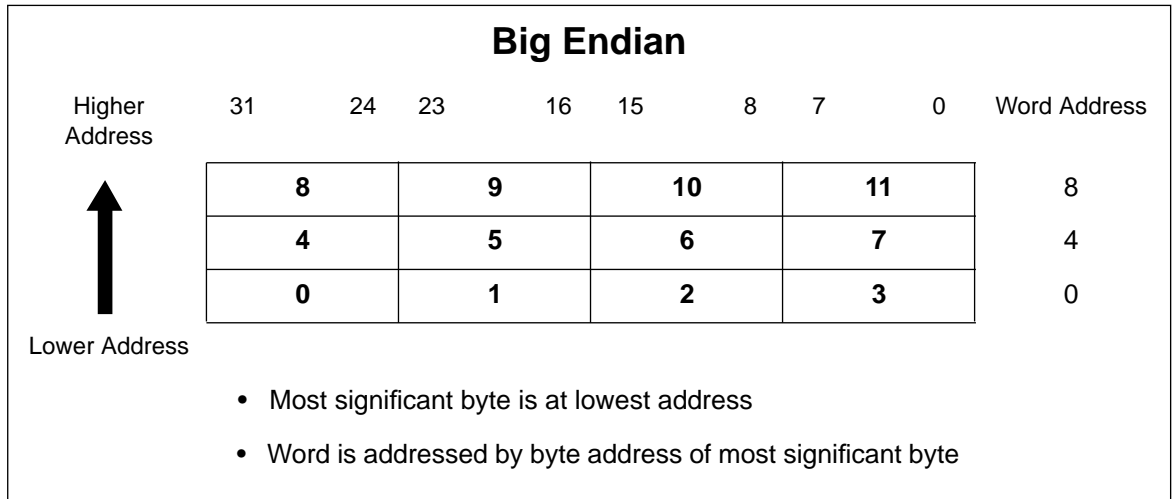 Big Endian
Higher Address 31 24 23 16 15 8 7 0 Word Address
8 9 10 11 8
4 5 6 7 4
0 1 2 3 0
Lower Address
• Most significant byte is at lowest address
• Word is addressed by byte address of most significant byte